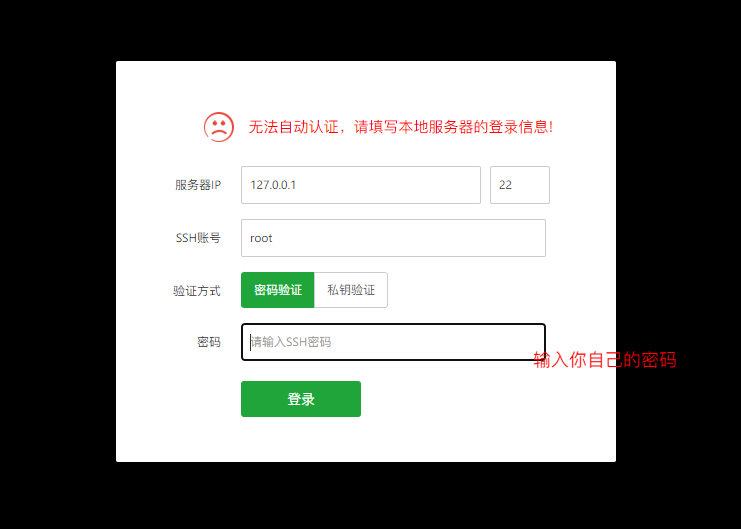 无法自动认证，请填写本地服务器的登录信息!
服务器IP 127.0.0.1 22
SSH账号 root
验证方式 密码验证 私钥验证
密码 请输入SSH密码
输入你自己的密码
登录